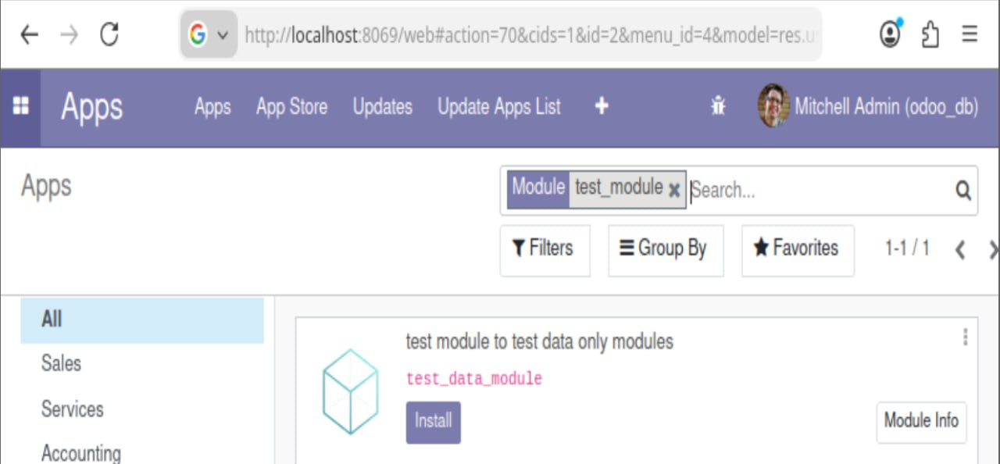 http://localhost:8069/web#action=70&cids=1&id=2&menu_id=4&model=res.u
Apps Apps App Store Updates Update Apps List + Mitchell Admin (odoo_db)
Apps
Module test_module × Search...
Filters Group By Favorites 1-1 / 1
All
Sales
Services
Accounting
test module to test data only modules
test_data_module
Install
Module Info